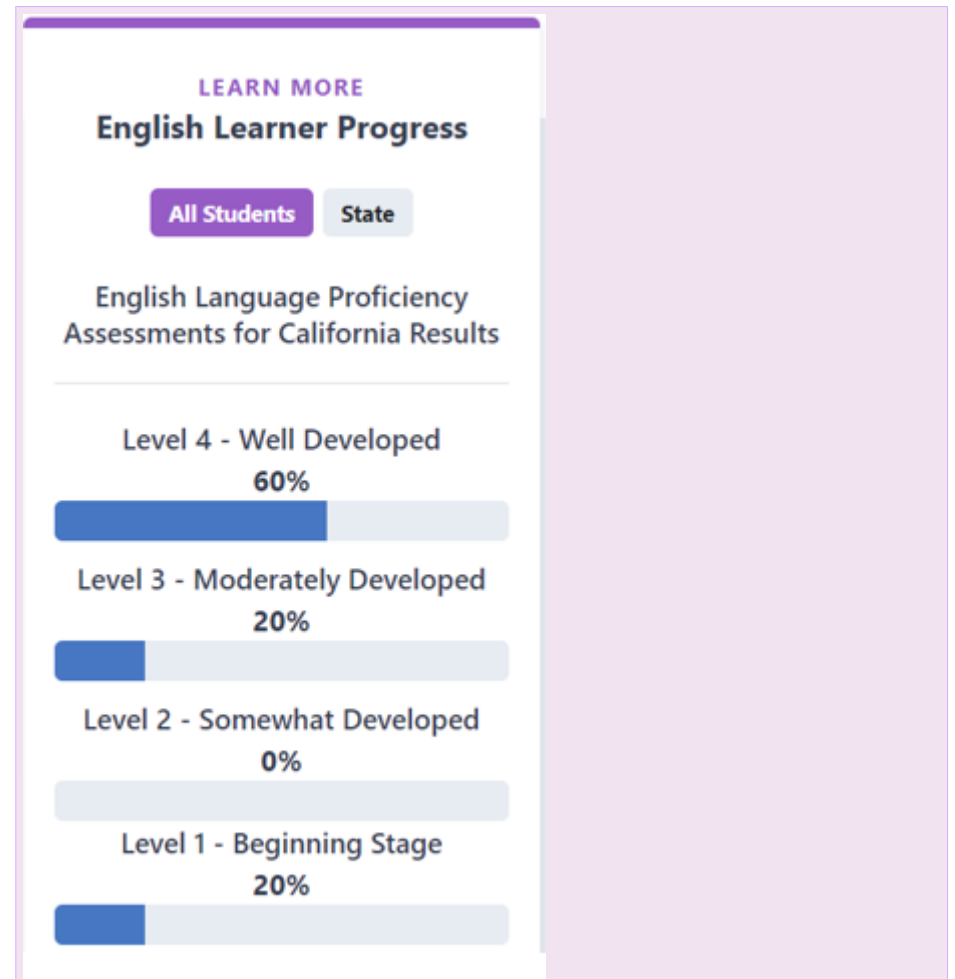 LEARN MORE
English Learner Progress
All Students State
English Language Proficiency
Assessments for California Results
Level 4 - Well Developed
60%
Level 3 - Moderately Developed
20%
Level 2 - Somewhat Developed
0%
Level 1 - Beginning Stage
20%